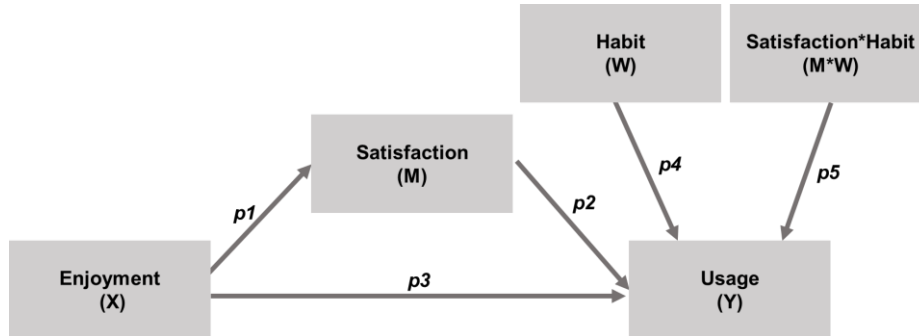 Habit
(W)
Satisfaction*Habit
(M*W)
Satisfaction
(M)
p4
p5
p1
p2
Enjoyment
(X)
p3
Usage
(Y)